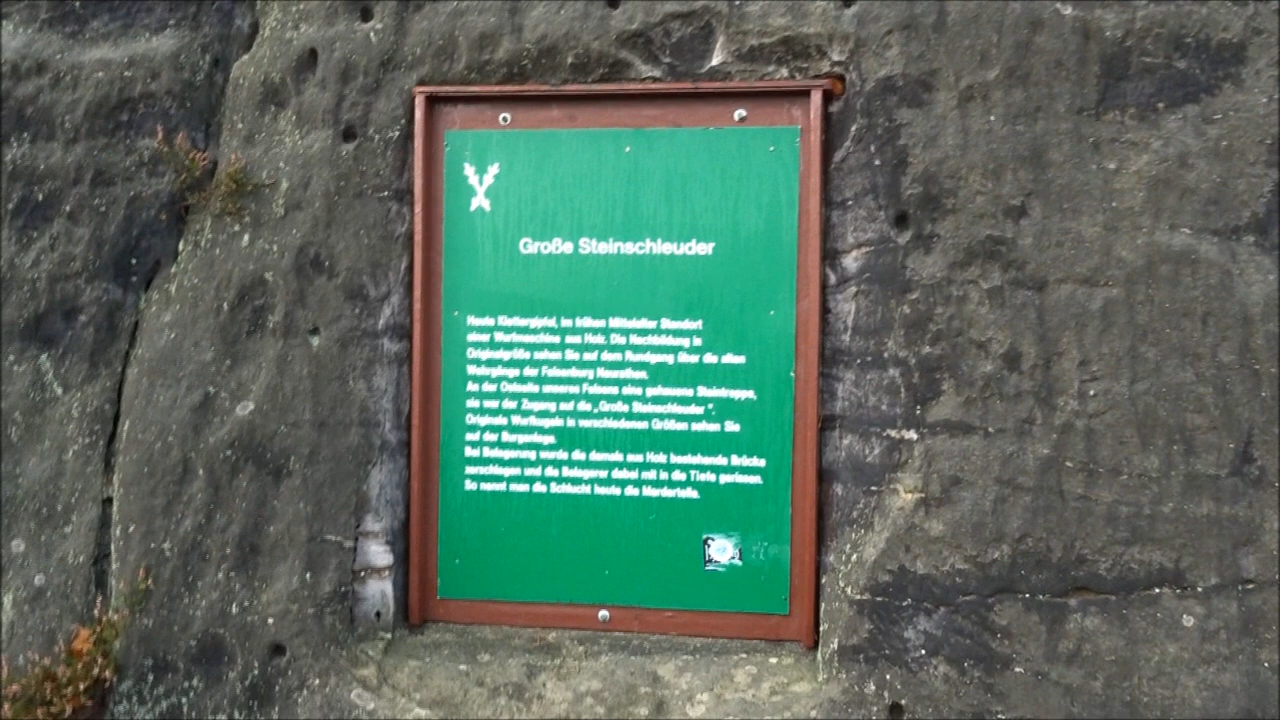 Große Steinschleuder
Heute Klettergipfel, im frühen Mittelalter Standort
einer Wurfmaschine aus Holz. Die Nachbildung in
Originalgröße sehen Sie auf dem Rundgang über die alten
Wehrgänge der Felsenburg Neurathen.
An der Ostseite unseres Felsens eine gehauene Steintreppe,
sie war der Zugang auf die „Große Steinschleuder ".
Originale Wurfkugeln in verschiedenen Größen sehen Sie
auf der Burganlage.
Bei Belagerung wurde die damals aus Holz bestehende Brücke
zerschlagen und die Belagerer dabei mit in die Tiefe gerissen.
So nennt man die Schlucht heute die Marderteile.